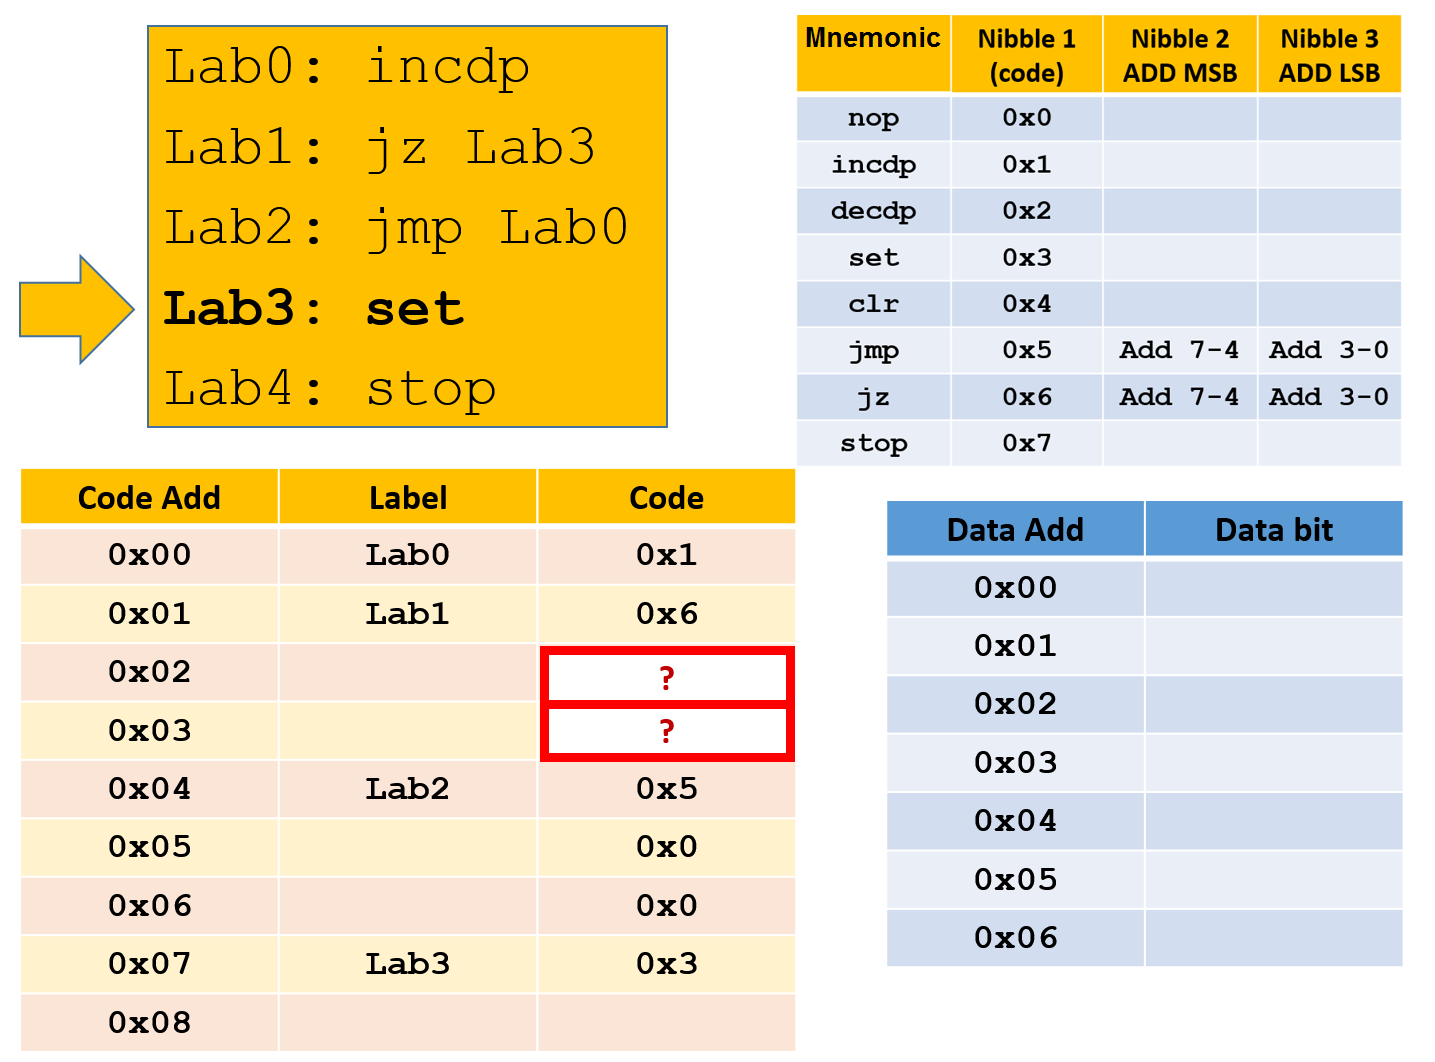 Lab0: incdp
Lab1: jz Lab3
Lab2: jmp Lab0
Lab3: set
Lab4: stop
Mnemonic Nibble 1 (code) Nibble 2 ADD MSB Nibble 3 ADD LSB
nop 0x0
incdp 0x1
decdp 0x2
set 0x3
clr 0x4
jmp 0x5 Add 7-4 Add 3-0
jz 0x6 Add 7-4 Add 3-0
stop 0x7
Code Add Label Code
0x00 Lab0 0x1
0x01 Lab1 0x6
0x02 ?
0x03 ?
0x04 Lab2 0x5
0x05 0x0
0x06 0x0
0x07 Lab3 0x3
0x08
Data Add Data bit
0x00
0x01
0x02
0x03
0x04
0x05
0x06